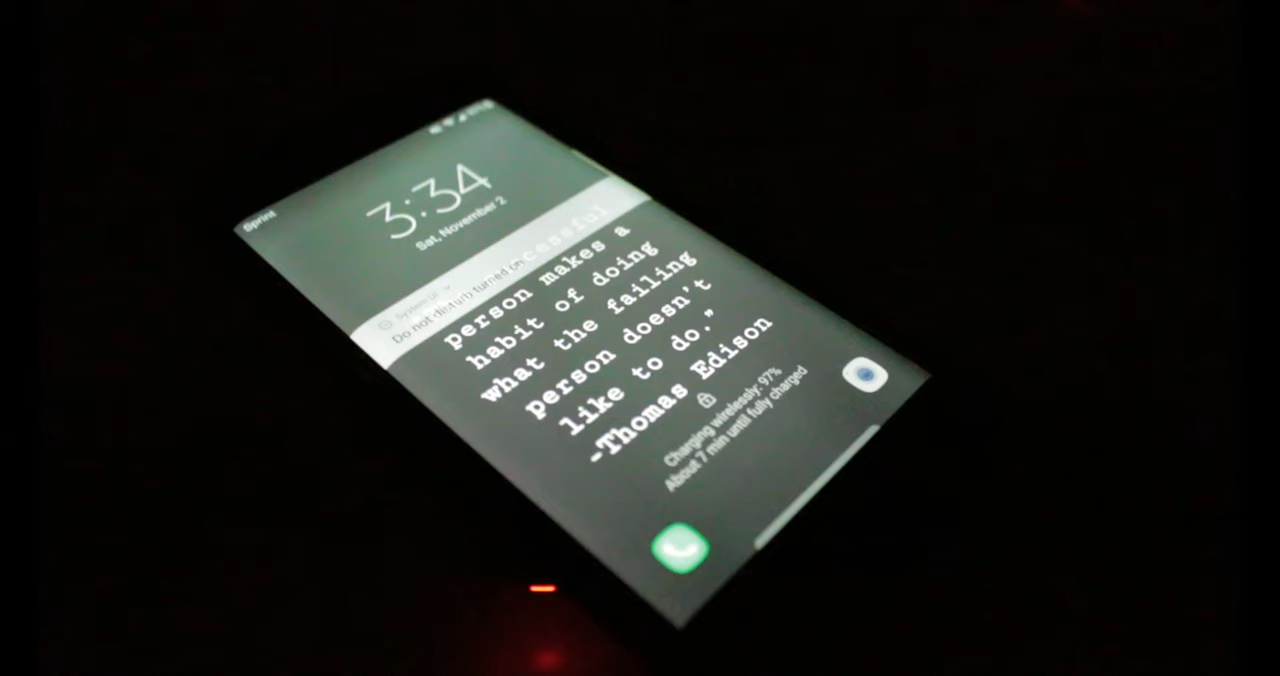 Sprint
3:34
Sat, November 2
System UI
Do not disturb turned on
person makes a
habit of doing
what the failing
person doesn't
like to do."
-Thomas Edison
Charging wirelessly: 97%
About 7 min until fully charged